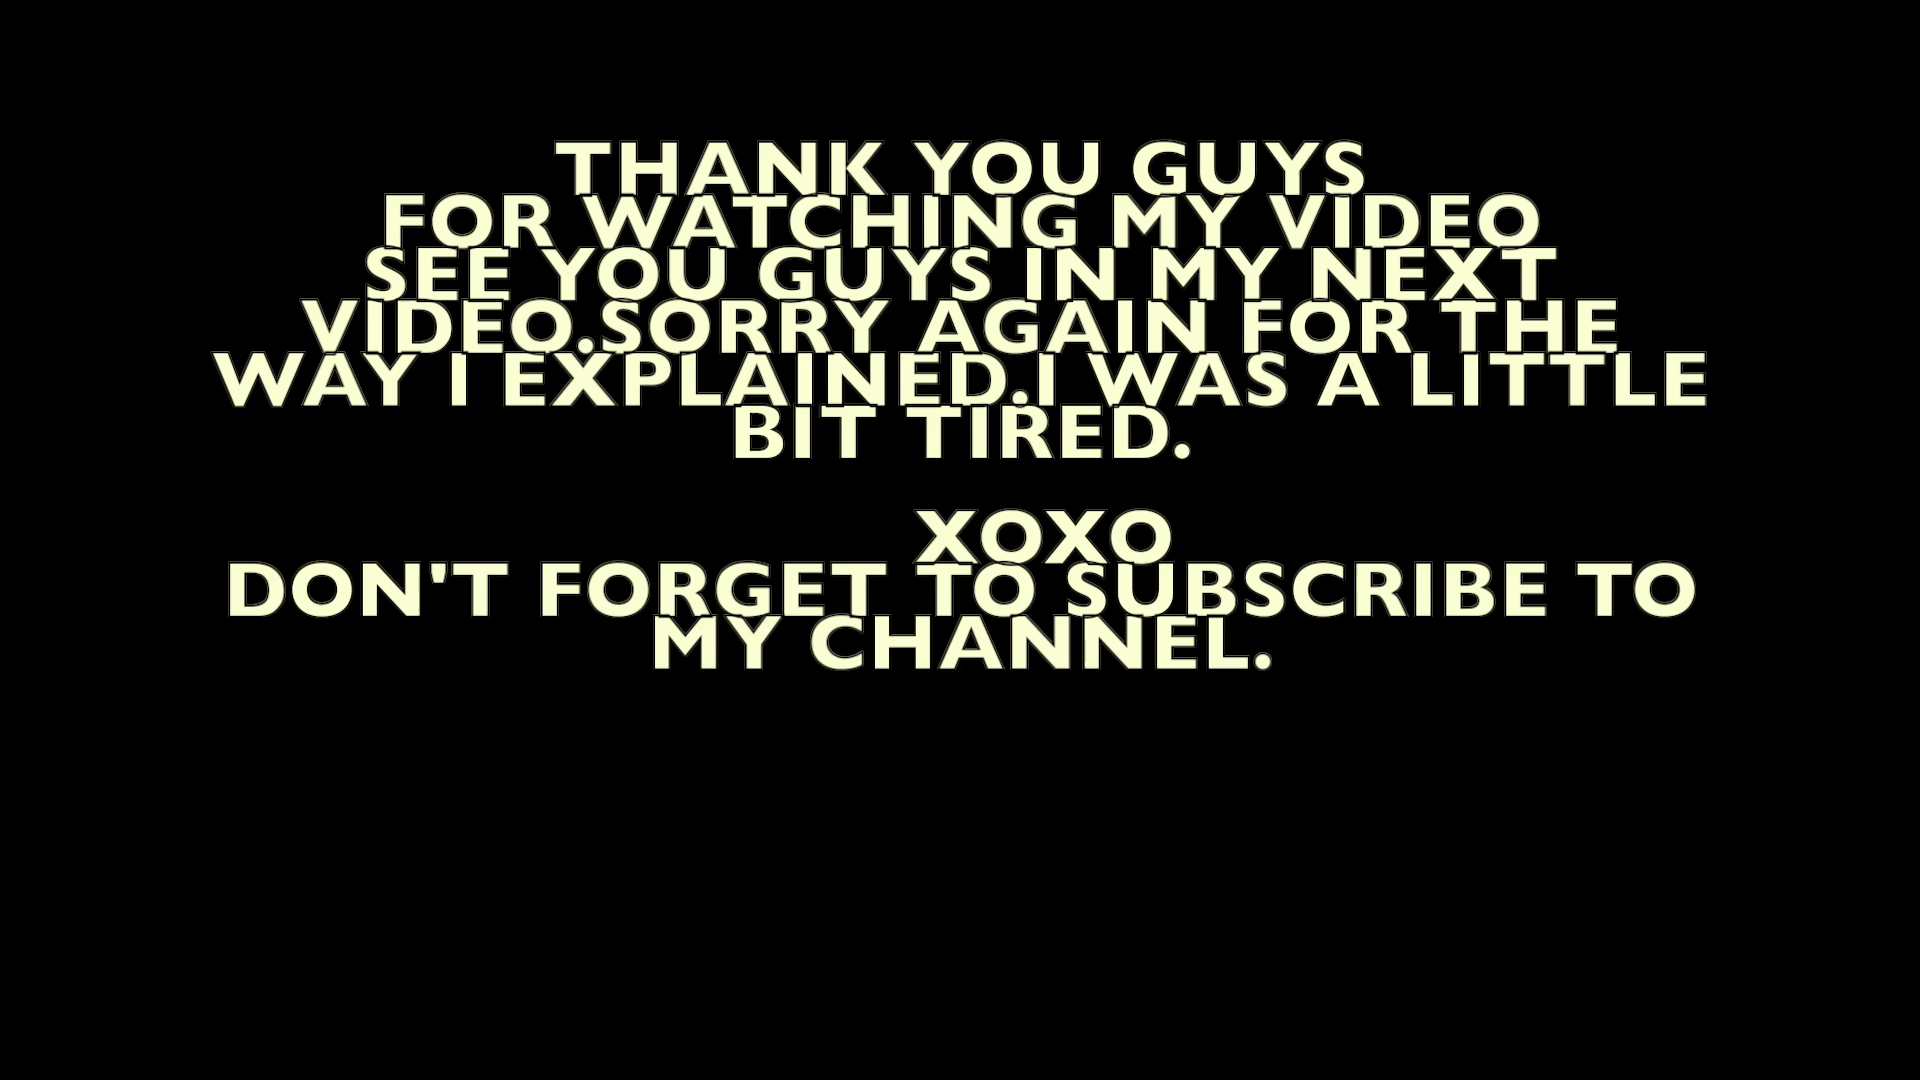 THANK YOU GUYS
FOR WATCHING MY VIDEO
SEE YOU GUYS IN MY NEXT
VIDEO.SORRY AGAIN FOR THE
WAY I EXPLAINED.I WAS A LITTLE
BIT TIRED.
XOXO
DON'T FORGET TO SUBSCRIBE TO
MY CHANNEL.